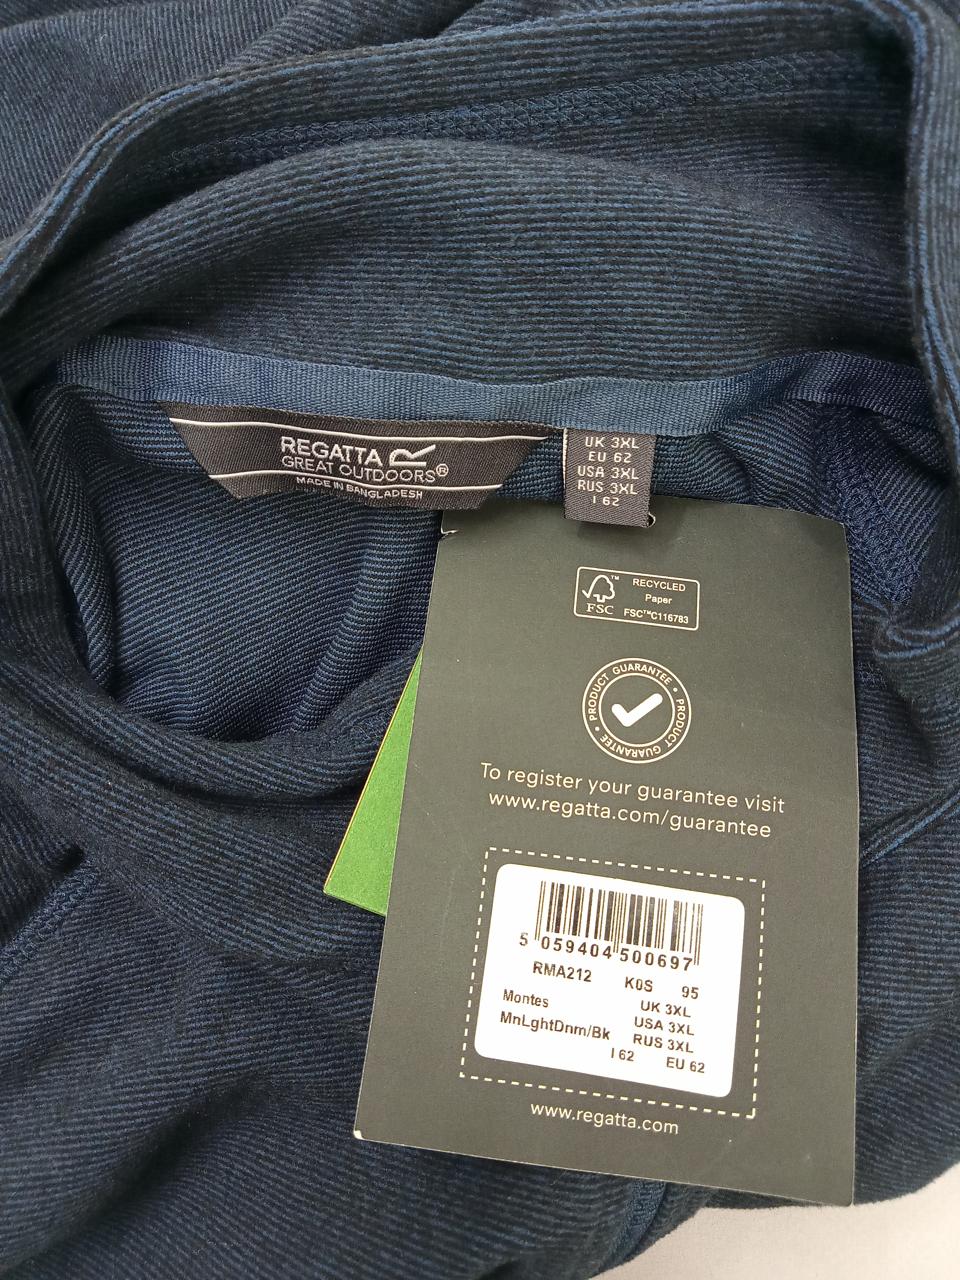 REGATTA
GREAT OUTDOORS®
MADE IN BANGLADESH
UK 3XL
EU 62
USA 3XL
RUS 3XL
I 62
FSC™
RECYCLED
Paper
FSC™C116783
PRODUCT GUARANTEE • PRODUCT GUARANTEE •
To register your guarantee visit
www.regatta.com/guarantee
5 059404 500697
RMA212 K0S 95
Montes UK 3XL
MnLghtDnm/Bk USA 3XL
RUS 3XL
I 62 EU 62
www.regatta.com